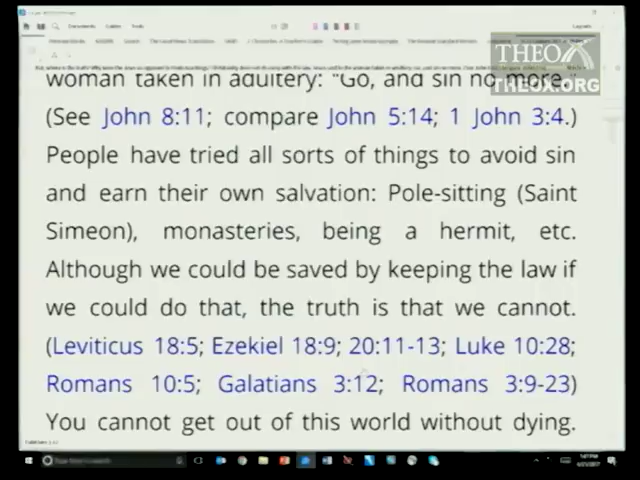 THEOX
THEOX.ORG
woman taken in adultery: "Go, and sin no more."
(See John 8:11; compare John 5:14; 1 John 3:4.)
People have tried all sorts of things to avoid sin
and earn their own salvation: Pole-sitting (Saint
Simeon), monasteries, being a hermit, etc.
Although we could be saved by keeping the law if
we could do that, the truth is that we cannot.
(Leviticus 18:5; Ezekiel 18:9; 20:11-13; Luke 10:28;
Romans 10:5; Galatians 3:12; Romans 3:9-23)
You cannot get out of this world without dying.